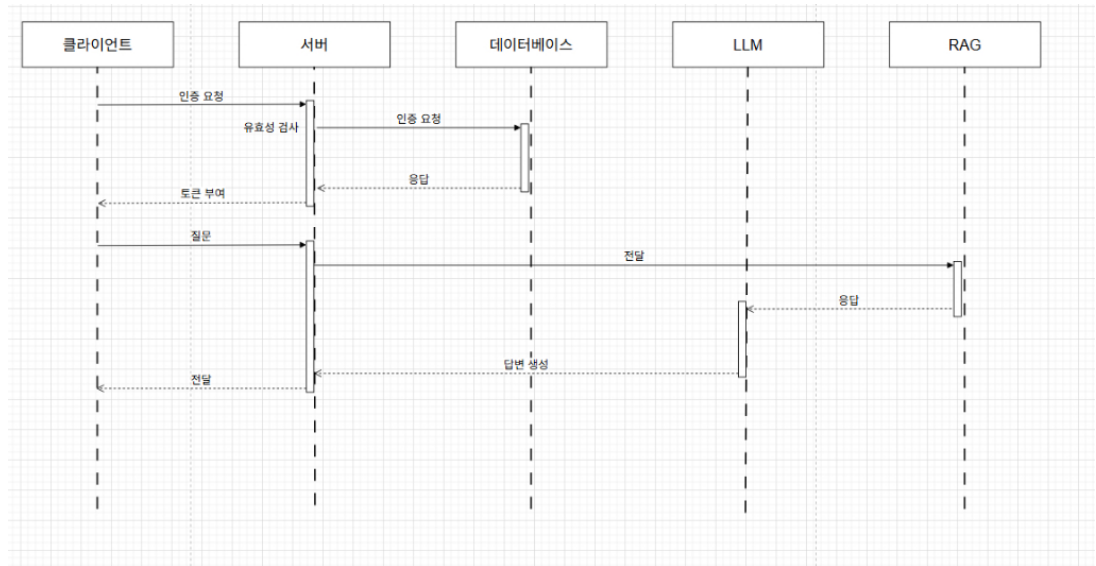 클라이언트
서버
데이터베이스
LLM
RAG
인증 요청
유효성 검사
인증 요청
응답
토큰 부여
질문
전달
응답
답변 생성
전달